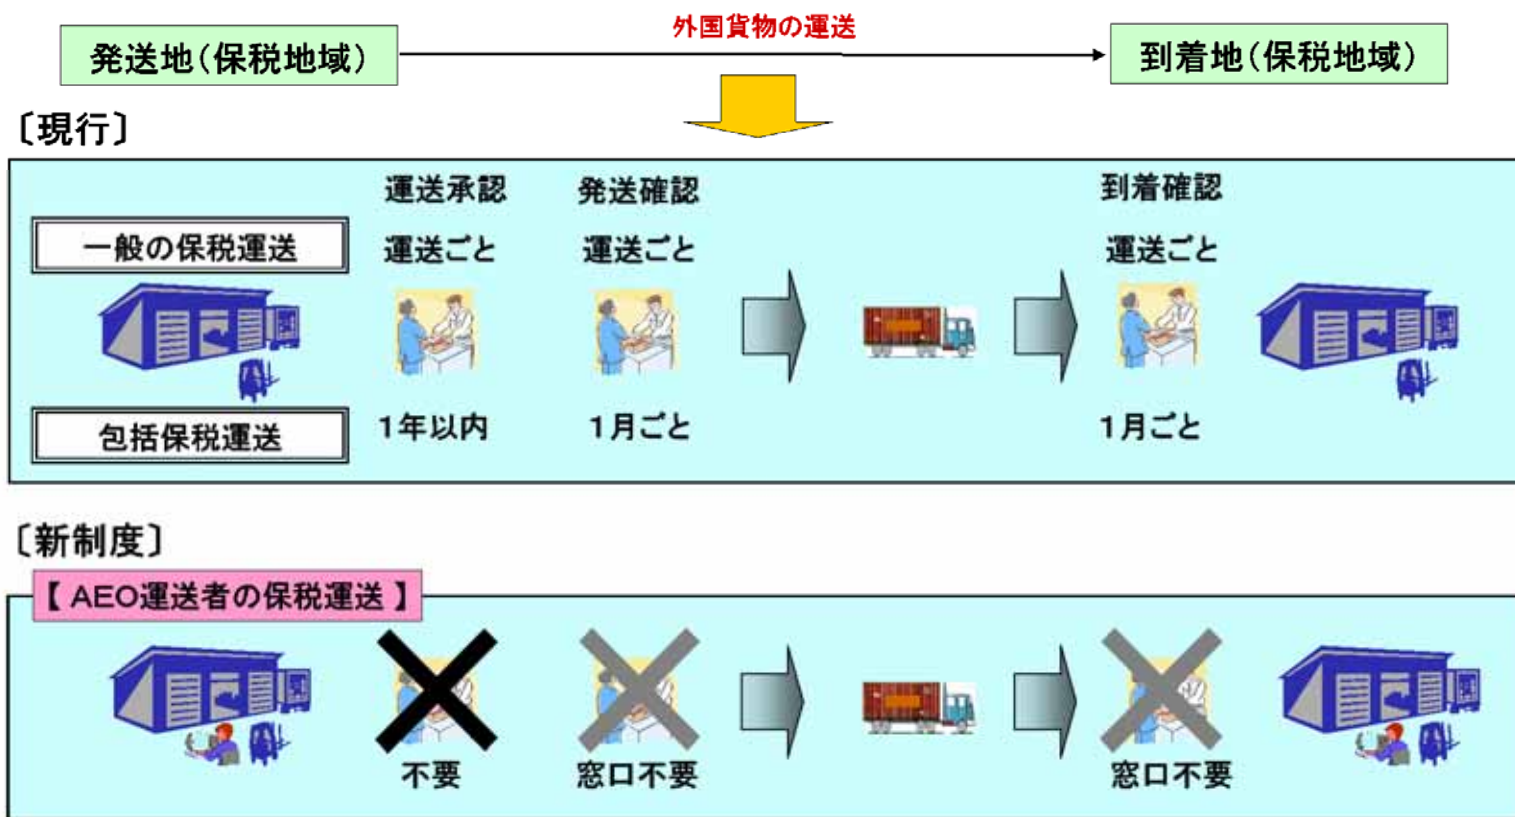 外国貨物の運送
発送地(保税地域)
到着地(保税地域)
〔現行〕
運送承認 発送確認 到着確認
一般の保税運送 運送ごと 運送ごと 運送ごと
包括保税運送 1年以内 1月ごと 1月ごと
〔新制度〕
【 AEO運送者の保税運送 】
不要 窓口不要 窓口不要